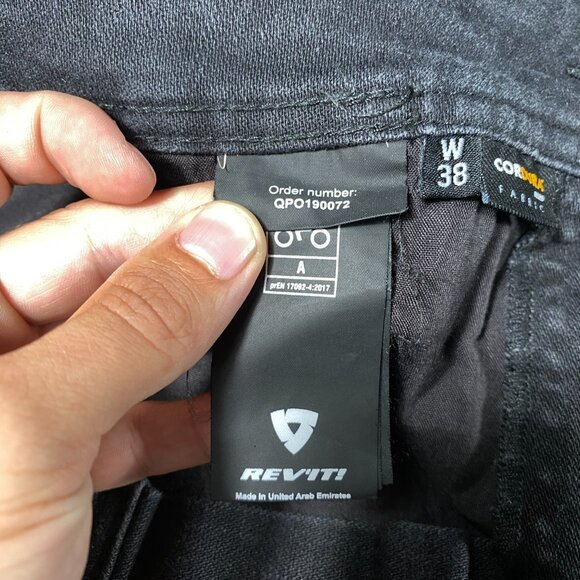 Order number:
QPO190072
A
prEN 17092-4:2017
REV'IT!
Made in United Arab Emirates
W
38
CORDURA
FABRIC